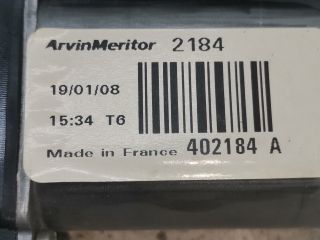 ArvinMeritor 2184
19/01/08
15:34 T6
Made in France 402184 A